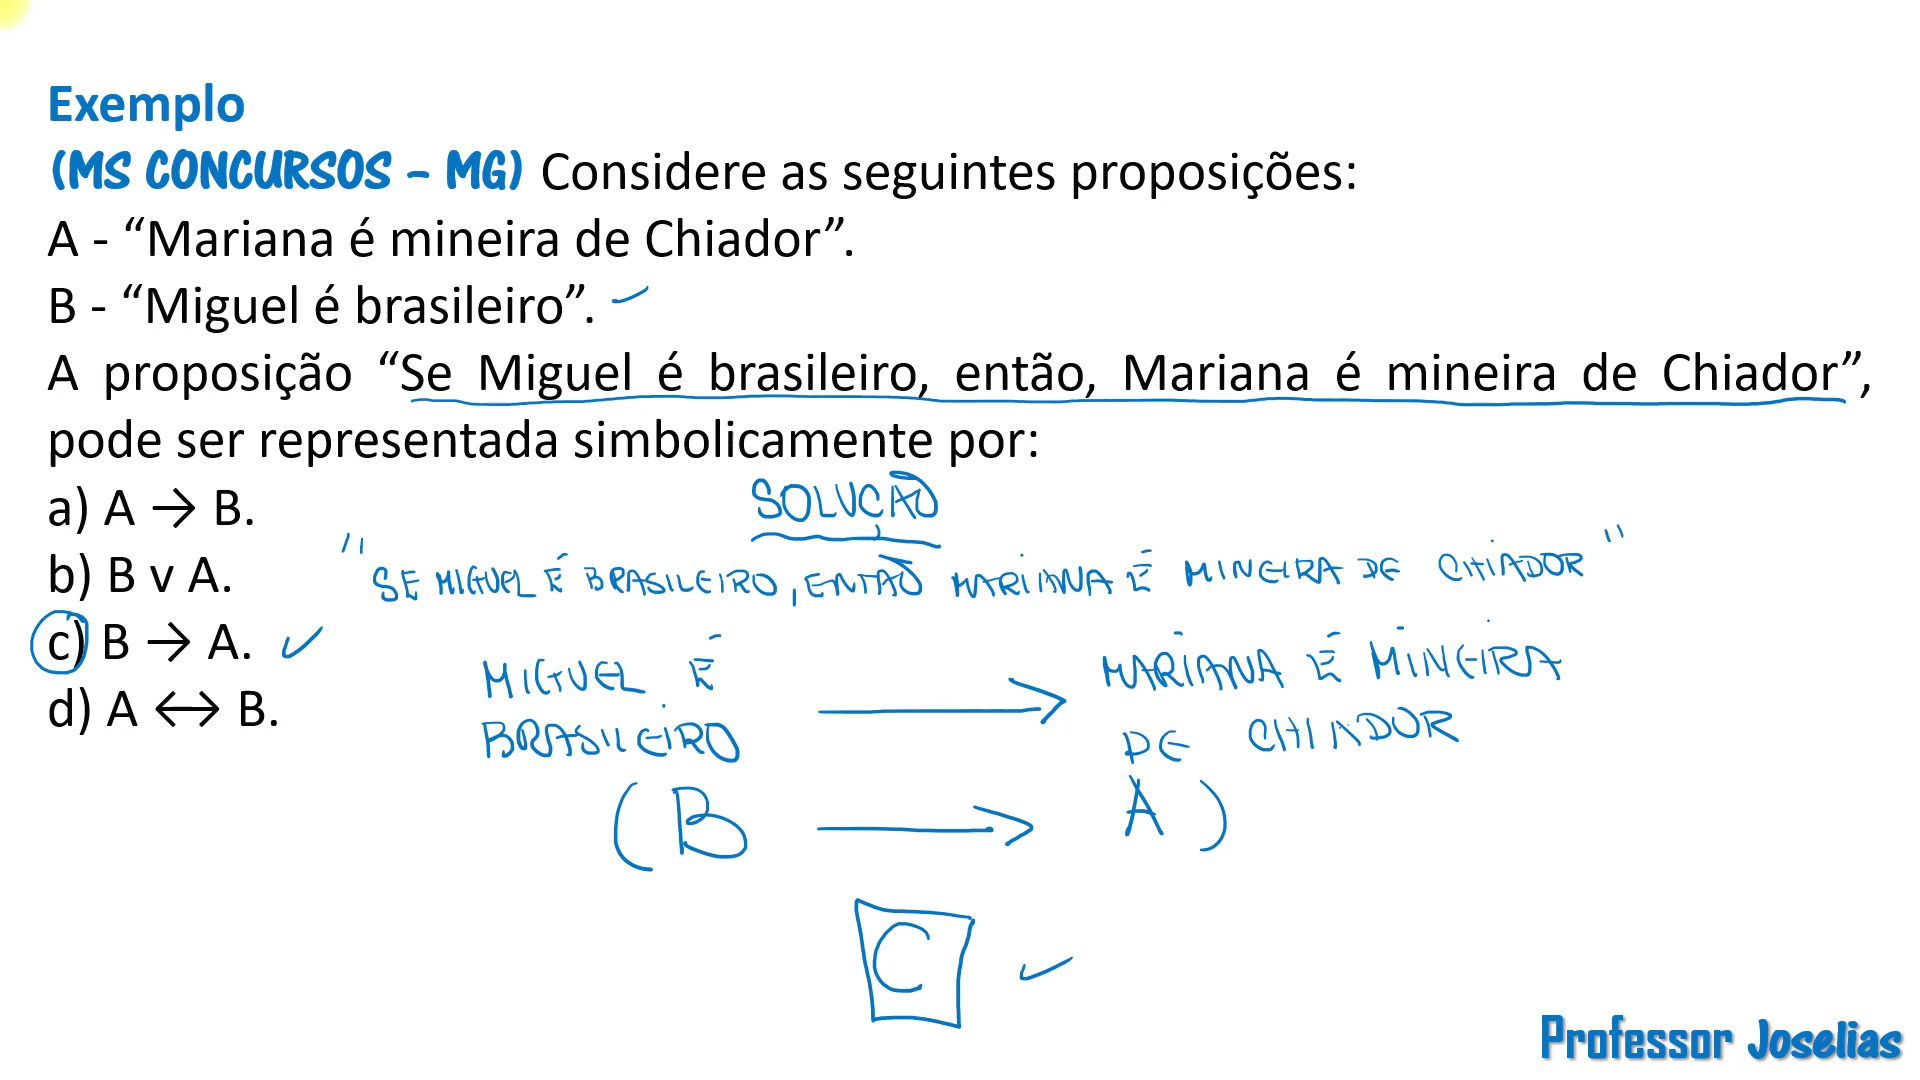 Exemplo
(MS CONCURSOS – MG) Considere as seguintes proposições:
A - “Mariana é mineira de Chiador”.
B - “Miguel é brasileiro”.
A proposição “Se Miguel é brasileiro, então, Mariana é mineira de Chiador”,
pode ser representada simbolicamente por:
a) A → B.
SOLUÇÃO
b) B v A.
"SE MIGUEL É BRASILEIRO, ENTÃO MARIANA É MINEIRA DE CHIADOR"
c) B → A.
MIGUEL É BRASILEIRO → MARIANA É MINEIRA DE CHIADOR
d) A ↔ B.
(B → A)
C
Professor Joselias